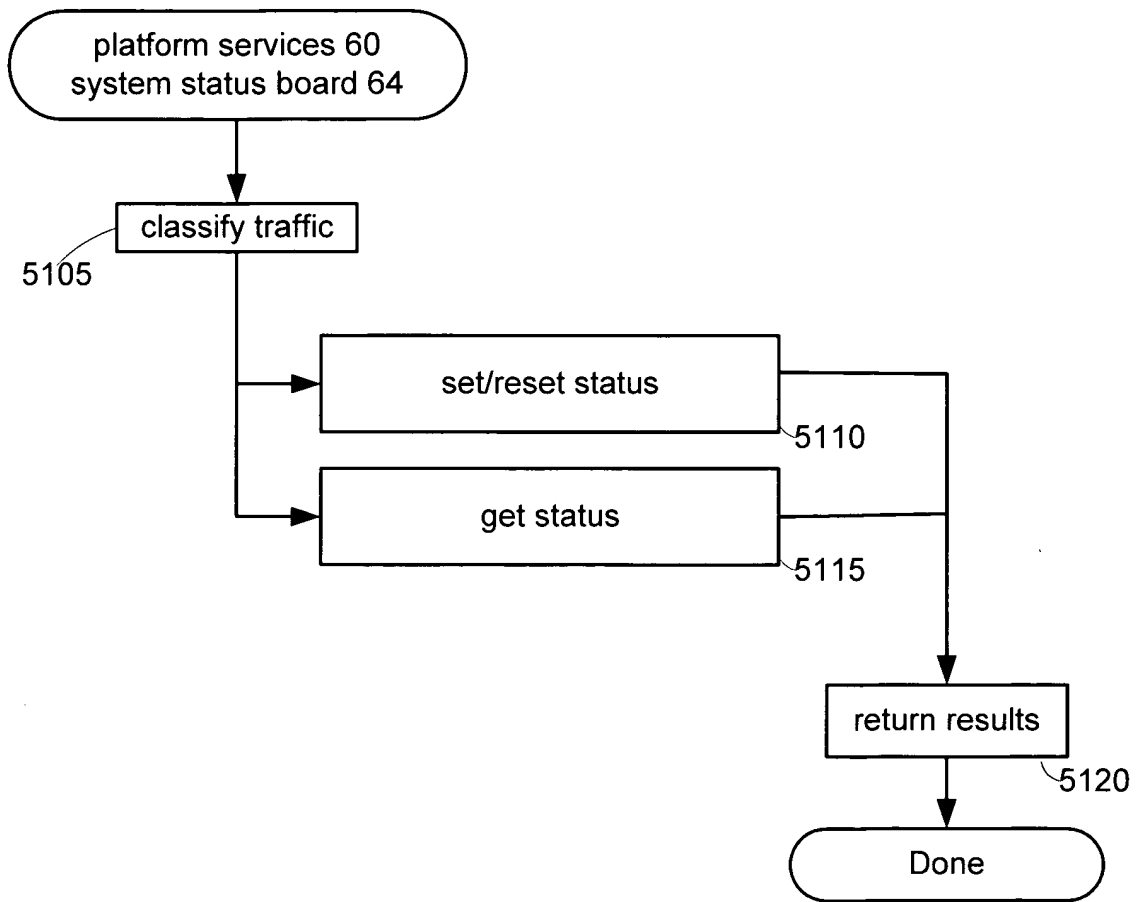 platform services 60
system status board 64
classify traffic
5105
set/reset status
5110
get status
5115
return results
5120
Done